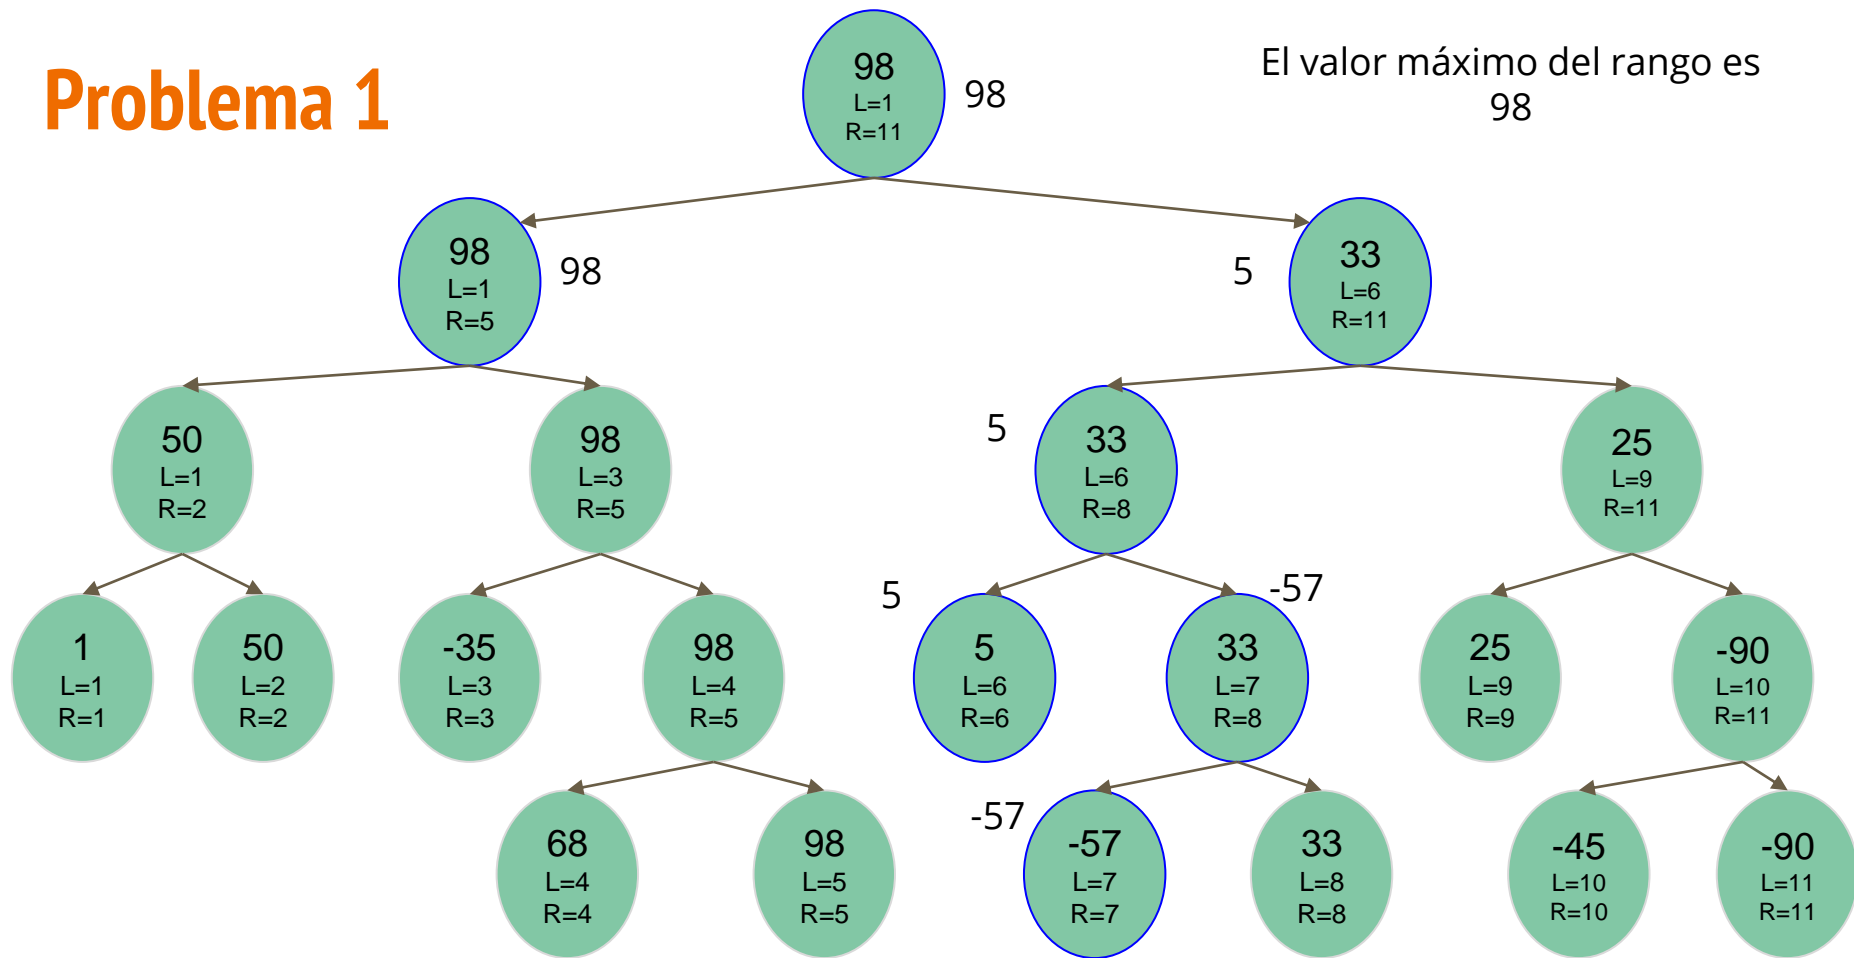 Problema 1
El valor máximo del rango es
98
98
L=1
R=11
98
98
L=1
R=5
98
5
33
L=6
R=11
50
L=1
R=2
98
L=3
R=5
5
33
L=6
R=8
25
L=9
R=11
1
L=1
R=1
50
L=2
R=2
-35
L=3
R=3
98
L=4
R=5
5
5
L=6
R=6
-57
33
L=7
R=8
25
L=9
R=9
-90
L=10
R=11
68
L=4
R=4
98
L=5
R=5
-57
-57
L=7
R=7
33
L=8
R=8
-45
L=10
R=10
-90
L=11
R=11